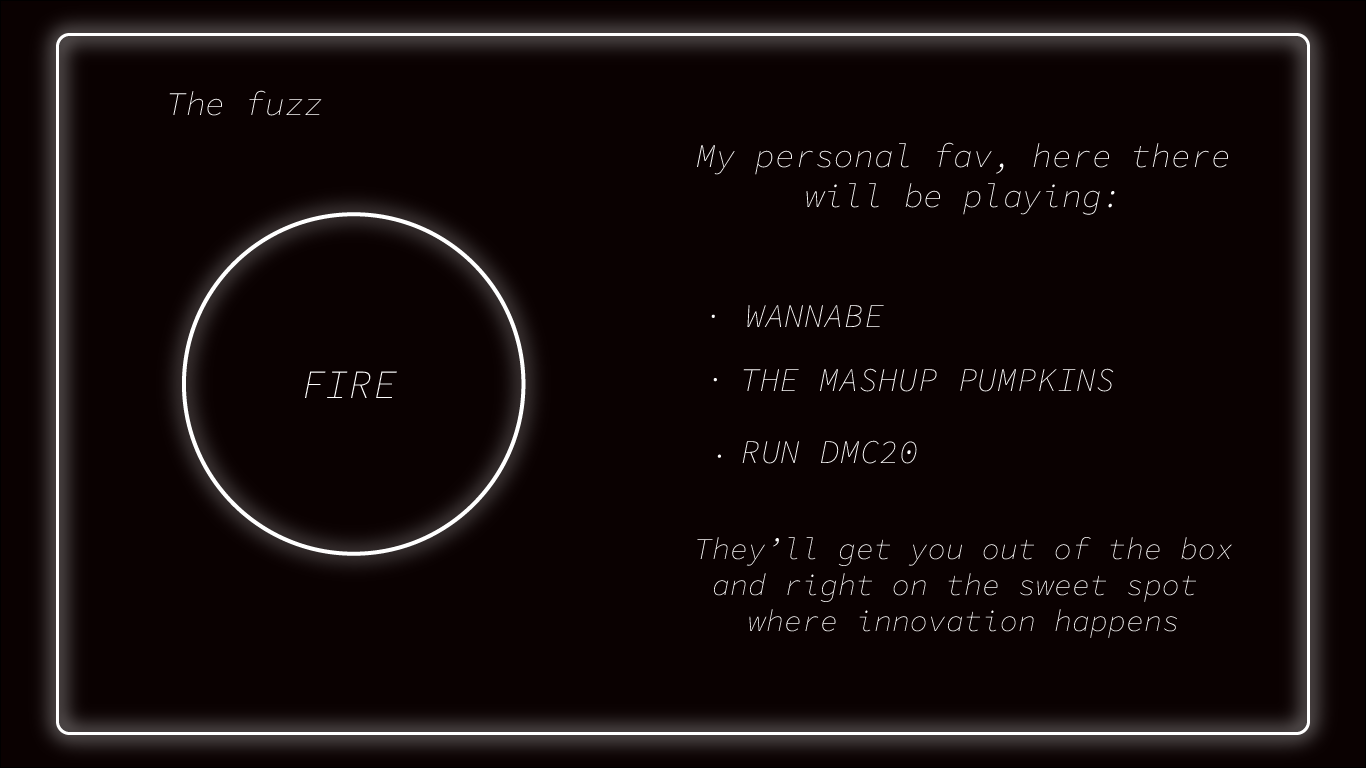 The fuzz
My personal fav, here there
will be playing:
FIRE
· WANNABE
· THE MASHUP PUMPKINS
· RUN DMC20
They’ll get you out of the box
and right on the sweet spot
where innovation happens